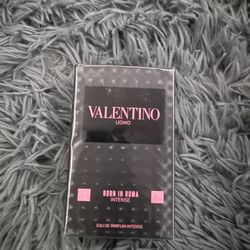 VALENTINO
UOMO
BORN IN ROMA
INTENSE
EAU DE PARFUM INTENSE